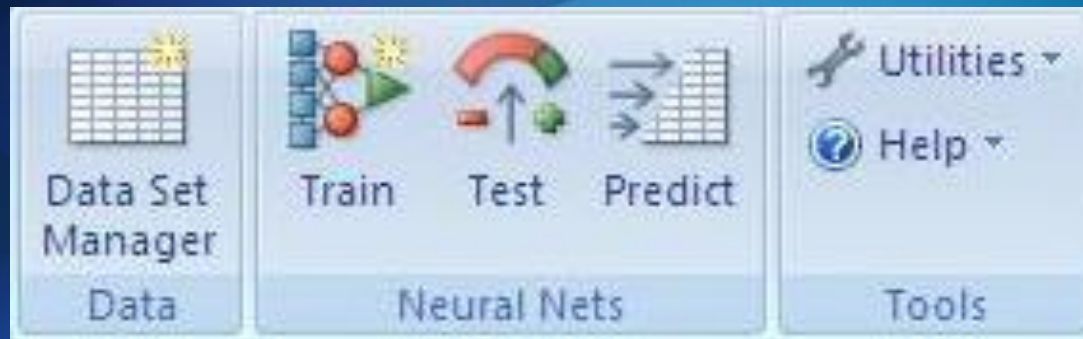 Data Set
Manager
Data
Train
Test
Predict
Neural Nets
Utilities
Help
Tools